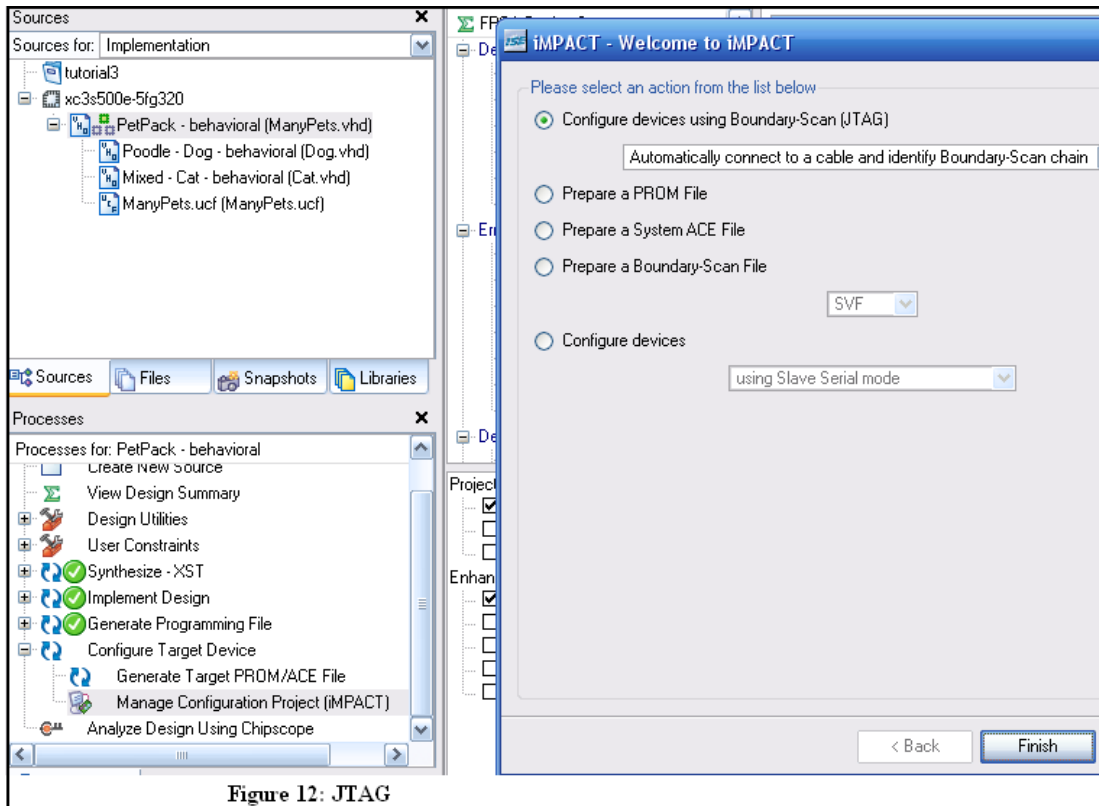 Sources
Sources for: Implementation
tutorial3
xc3s500e-5fg320
PetPack - behavioral (ManyPets.vhd)
Poodle - Dog - behavioral (Dog.vhd)
Mixed - Cat - behavioral (Cat.vhd)
ManyPets.ucf (ManyPets.ucf)
Sources
Files
Snapshots
Libraries
Processes
Processes for: PetPack - behavioral
Create New Source
View Design Summary
Design Utilities
User Constraints
Synthesize - XST
Implement Design
Generate Programming File
Configure Target Device
Generate Target PROM/ACE File
Manage Configuration Project (iMPACT)
Analyze Design Using Chipscope
De
De
Project
Enhan
iMPACT - Welcome to iMPACT
Please select an action from the list below
Configure devices using Boundary-Scan (JTAG)
Automatically connect to a cable and identify Boundary-Scan chain
Prepare a PROM File
Prepare a System ACE File
Prepare a Boundary-Scan File
SVF
Configure devices
using Slave Serial mode
< Back
Finish
Figure 12: JTAG